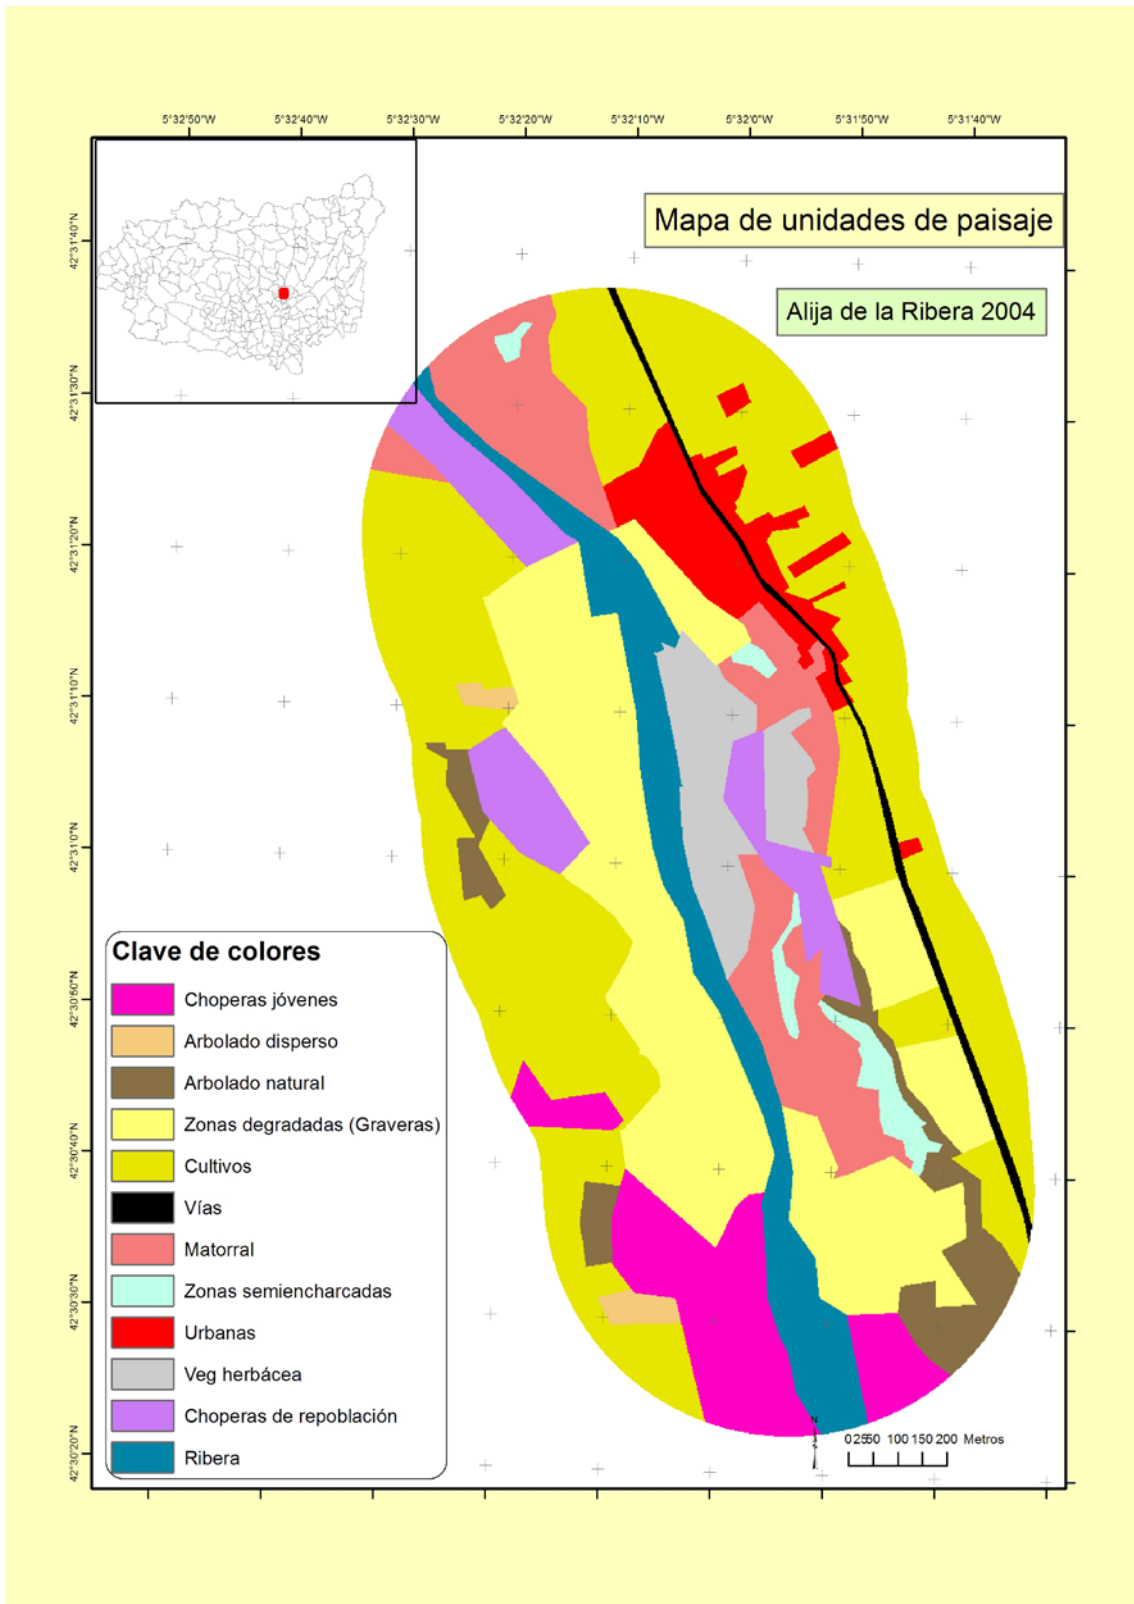 5°32'50"W 5°32'40"W 5°32'30"W 5°32'20"W 5°32'10"W 5°32'0"W 5°31'50"W 5°31'40"W
Mapa de unidades de paisaje
Alija de la Ribera 2004
42°31'40"N
42°31'30"N
42°31'20"N
42°31'10"N
42°31'0"N
42°30'50"N
42°30'40"N
42°30'30"N
42°30'20"N
Clave de colores
Choperas jóvenes
Arbolado disperso
Arbolado natural
Zonas degradadas (Graveras)
Cultivos
Vías
Matorral
Zonas semiencharcadas
Urbanas
Veg herbácea
Choperas de repoblación
Ribera
N
0 25 50 100 150 200 Metros